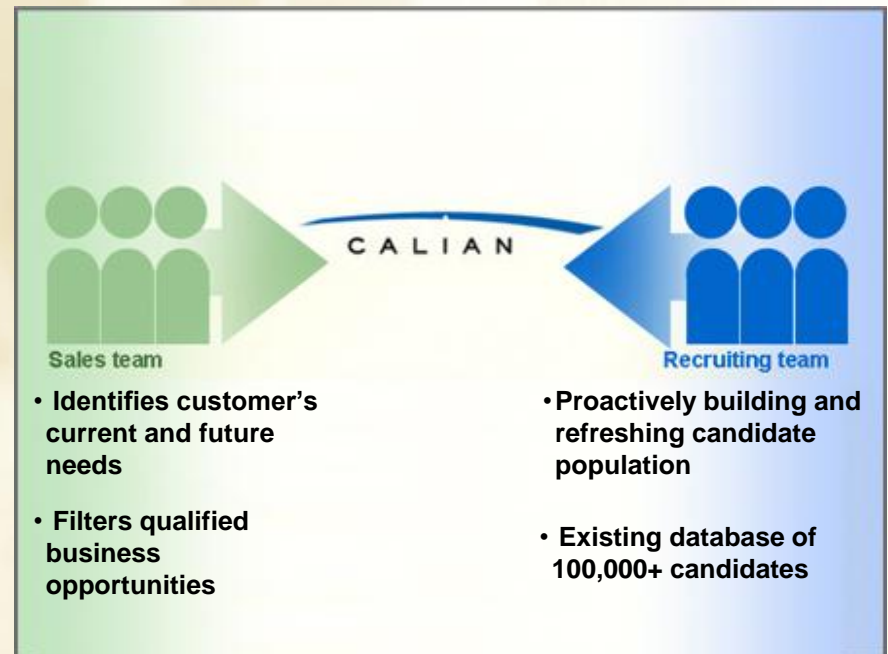 CALIAN
Sales team
• Identifies customer's
current and future
needs
• Filters qualified
business
opportunities
Recruiting team
•Proactively building and
refreshing candidate
population
• Existing database of
100,000+ candidates